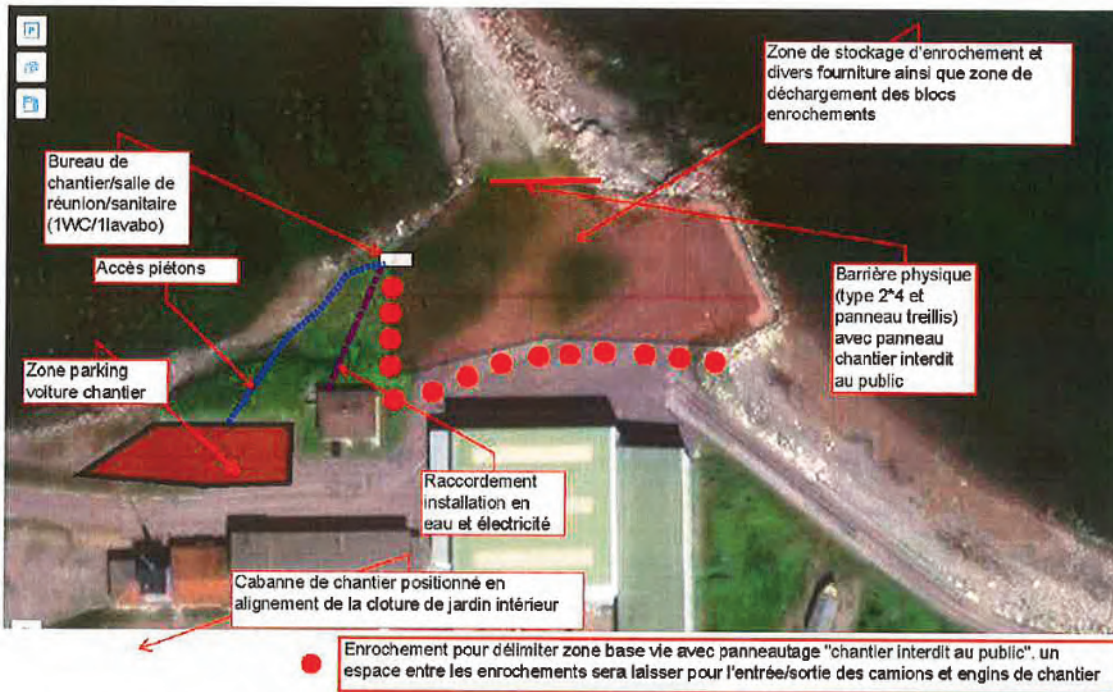 P
Zone de stockage d'enrochement et
divers fourniture ainsi que zone de
déchargement des blocs
enrochements
Bureau de
chantier/salle de
réunion/sanitaire
(1WC/1lavabo)
Accès piétons
Zone parking
voiture chantier
Barrière physique
(type 2*4 et
panneau treillis)
avec panneau
chantier interdit
au public
Raccordement
installation en
eau et électricité
Cabanne de chantier positionné en
alignement de la cloture de jardin intérieur
Enrochement pour délimiter zone base vie avec panneautage "chantier interdit au public". un
espace entre les enrochements sera laisser pour l'entrée/sortie des camions et engins de chantier